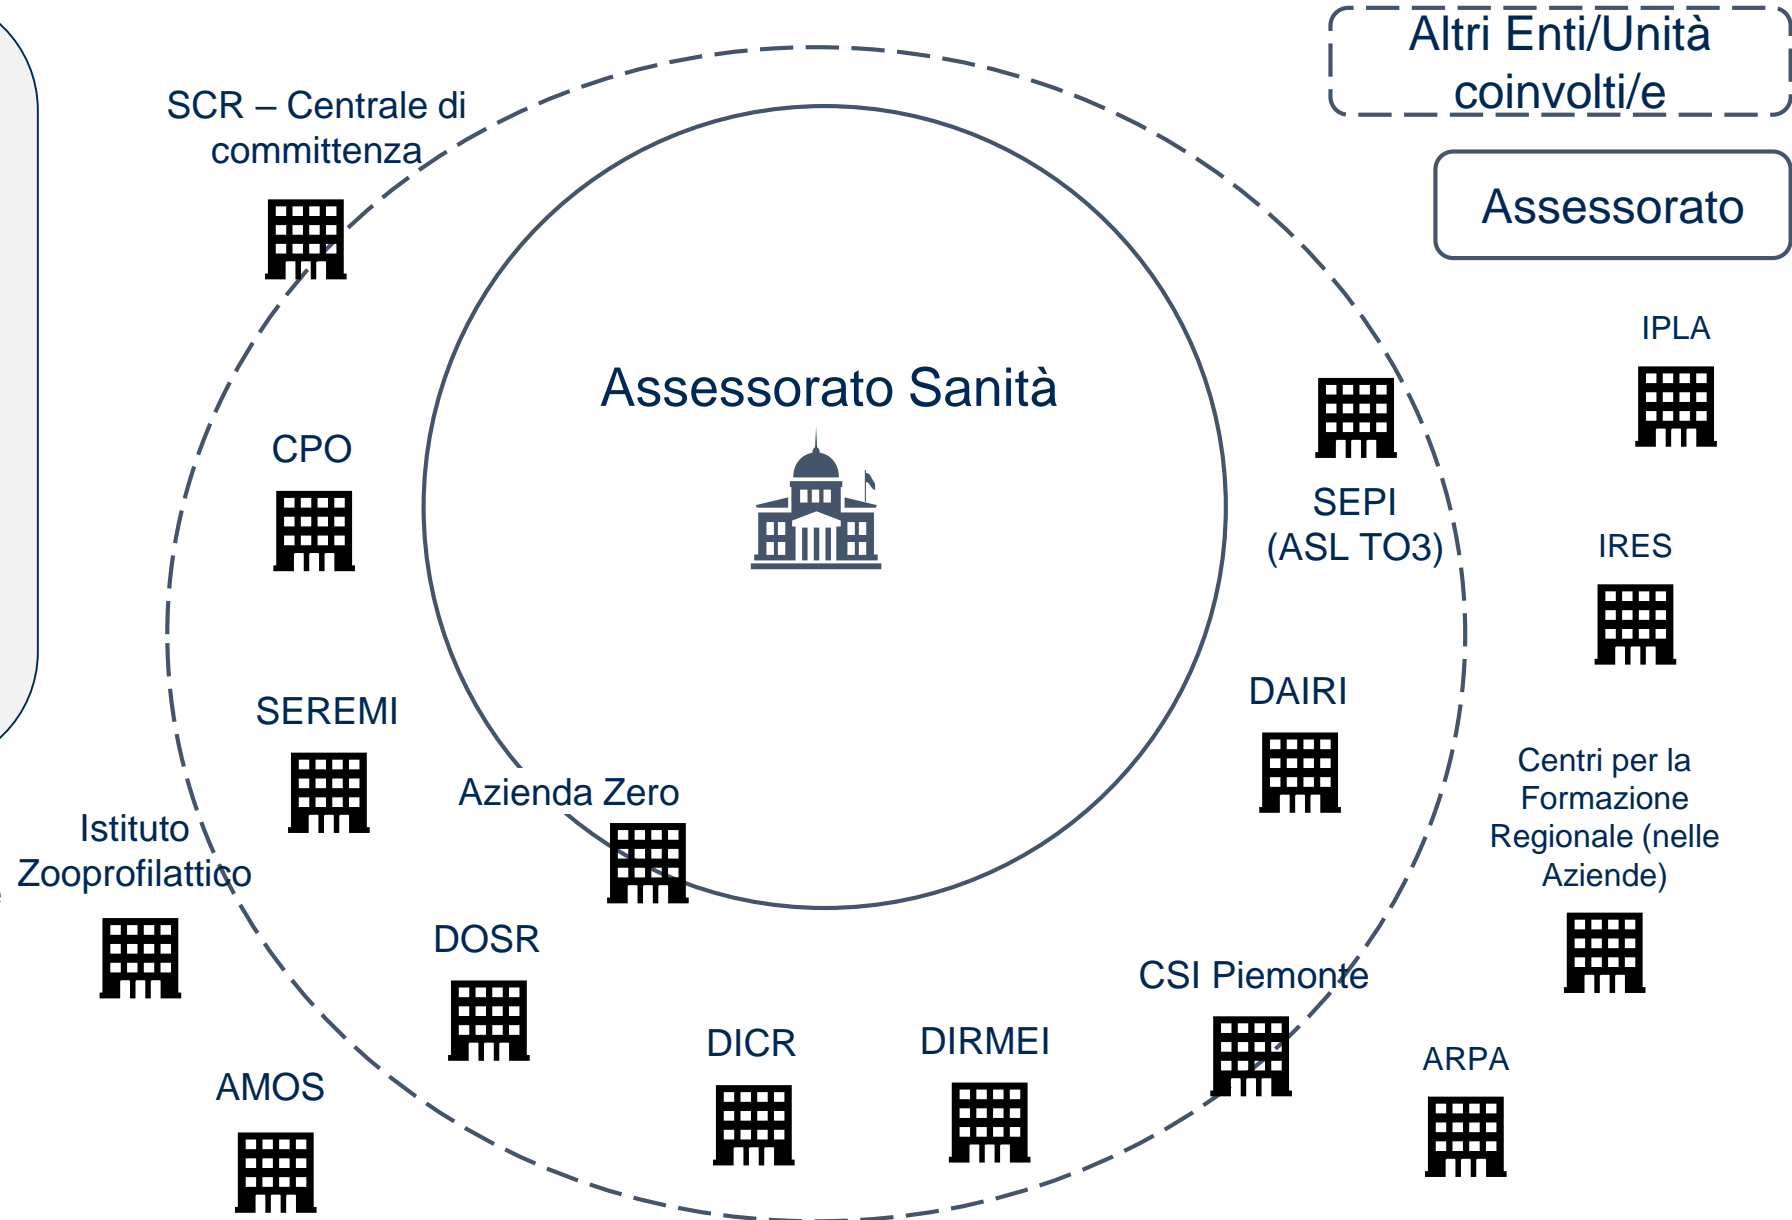 Altri Enti/Unità
coinvolti/e
SCR – Centrale di
committenza
Assessorato
IPLA
Assessorato Sanità
CPO
SEPI
(ASL TO3)
IRES
SEREMI
DAIRI
Azienda Zero
Centri per la
Formazione
Regionale (nelle
Aziende)
Istituto
Zooprofilattico
DOSR
CSI Piemonte
DICR
DIRMEI
ARPA
AMOS